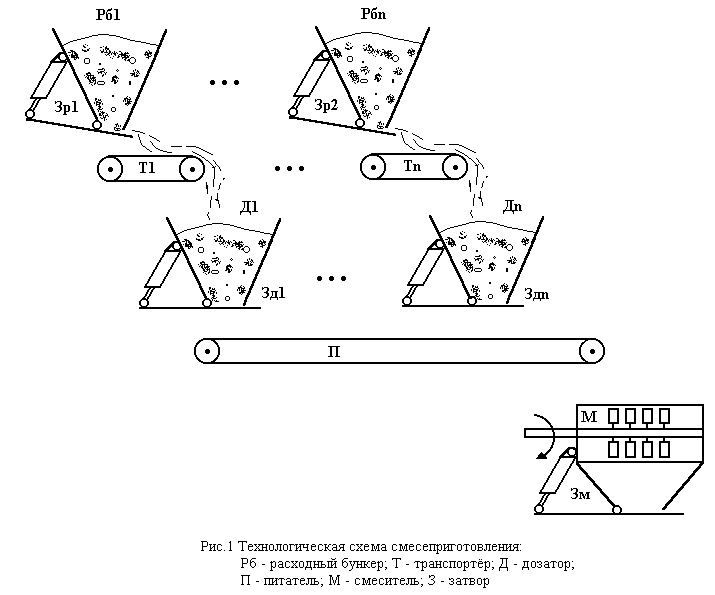 Рб1 Рбn
Зр1 Зр2
Т1 Тn
Д1 Дn
Зд1 Здn
П
М
Зм
Рис.1 Технологическая схема смесеприготовления:
Рб - расходный бункер; Т - транспортёр; Д - дозатор;
П - питатель; М - смеситель; З - затвор